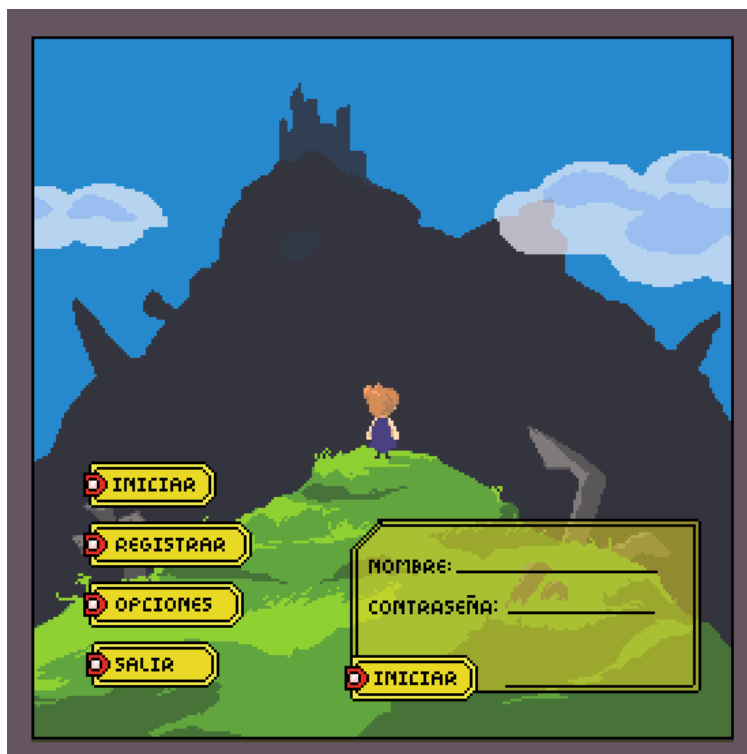 INICIAR
REGISTRAR
OPCIONES
SALIR
NOMBRE:
CONTRASEÑA:
INICIAR